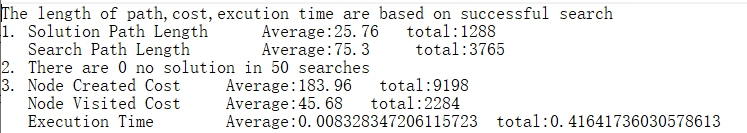 The length of path,cost,excution time are based on successful search
1. Solution Path Length Average:25.76 total:1288
Search Path Length Average:75.3 total:3765
2. There are 0 no solution in 50 searches
3. Node Created Cost Average:183.96 total:9198
Node Visited Cost Average:45.68 total:2284
Execution Time Average:0.008328347206115723 total:0.41641736030578613